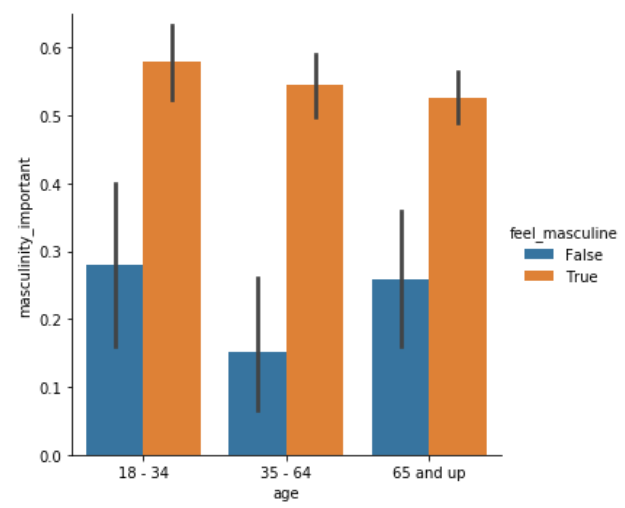 masculinity_important
0.6
0.5
0.4
0.3
0.2
0.1
0.0
18 - 34
35 - 64
65 and up
age
feel_masculine
False
True